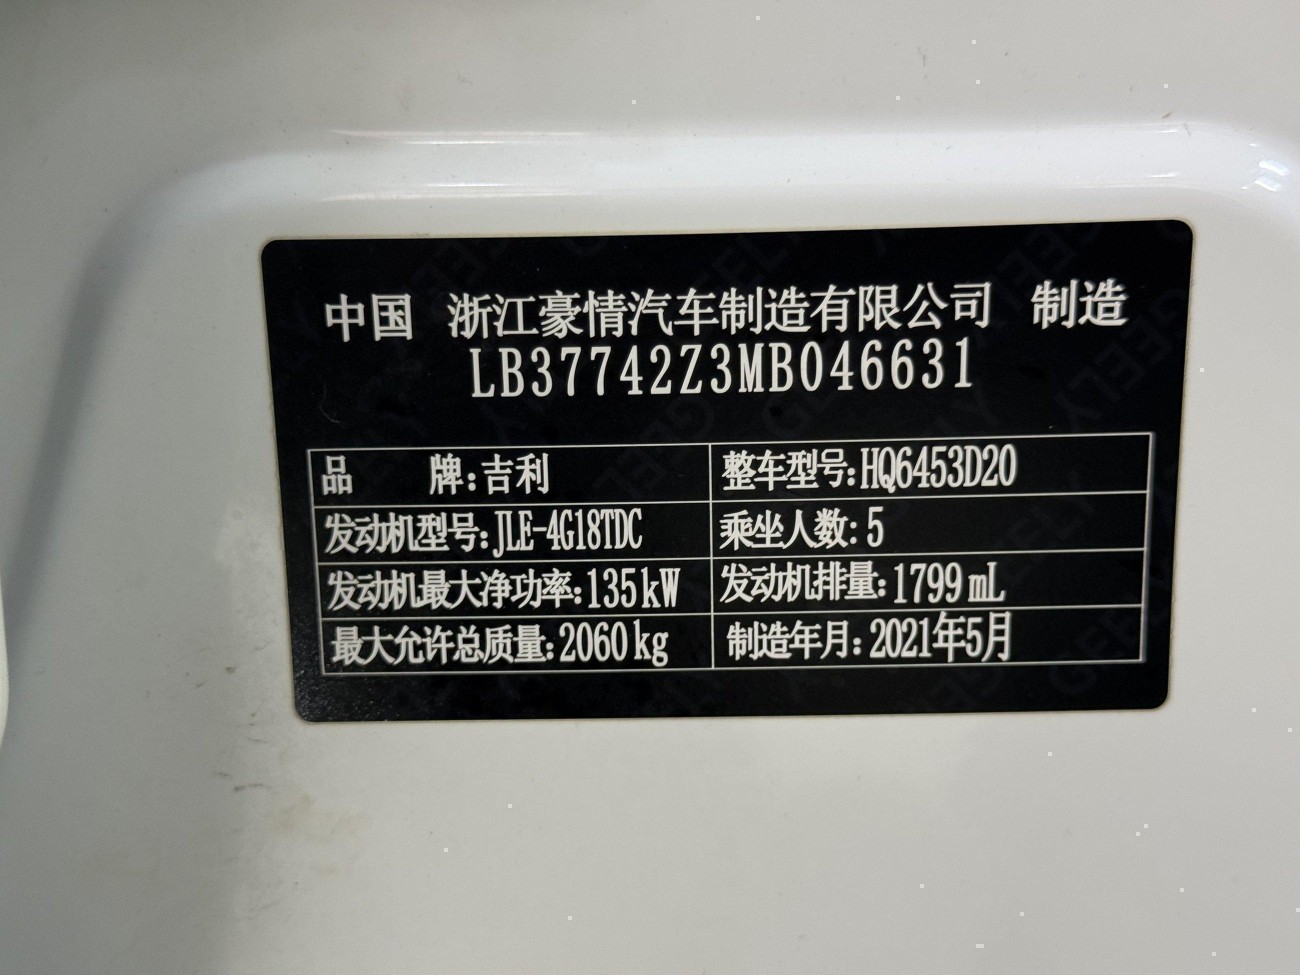 中国 浙江豪情汽车制造有限公司 制造
LB37742Z3MB046631
品 牌:吉利 整车型号:HQ6453D20
发动机型号:JLE-4G18TDC 乘坐人数:5
发动机最大净功率:135kW 发动机排量:1799mL
最大允许总质量:2060kg 制造年月:2021年5月